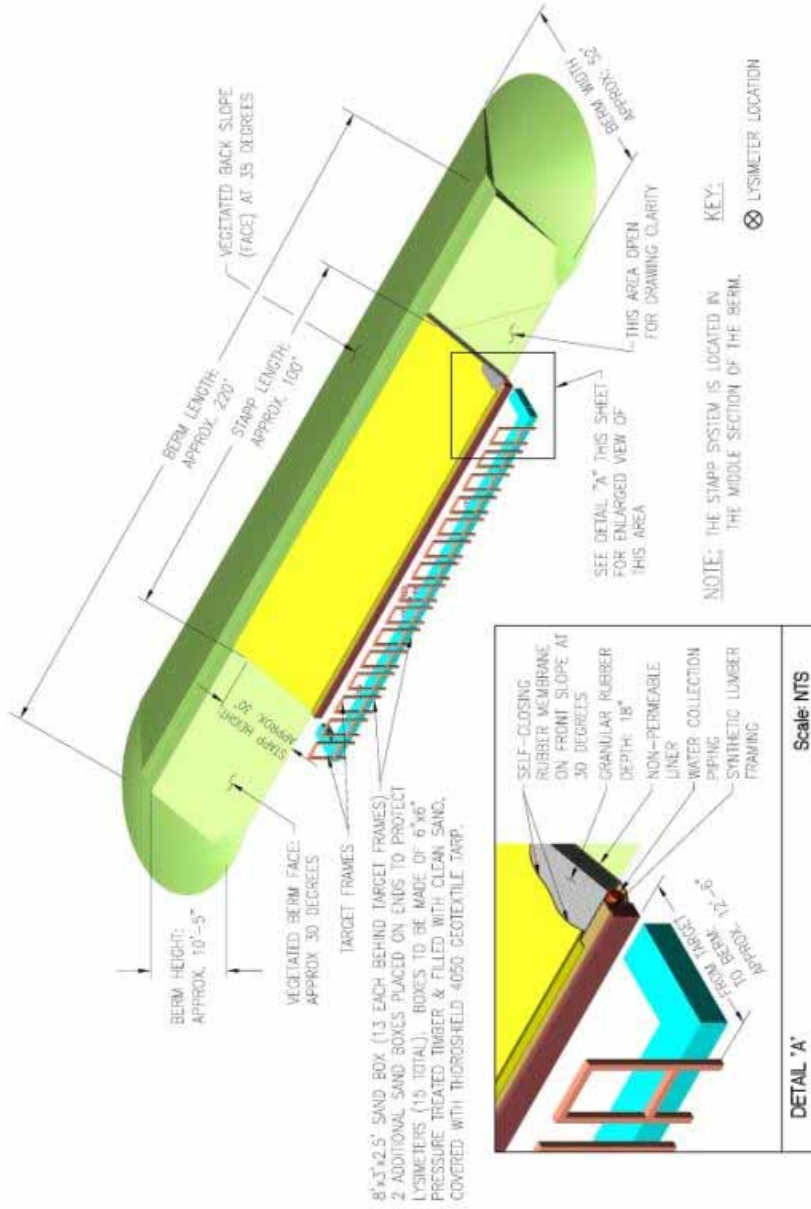 BERM LENGTH:
APPROX. 220'
STAPP LENGTH:
APPROX. 100'
VEGETATED BACK SLOPE
(FACE) AT 35 DEGREES
BERM WIDTH
APPROX. 52'
BERM HEIGHT:
APPROX. 10'-5"
STAPP HEIGHT:
APPROX. 30'
VEGETATED BERM FACE:
APPROX 30 DEGREES
TARGET FRAMES
8'x3'x2.5' SAND BOX (13 EACH BEHIND TARGET FRAMES)
2 ADDITIONAL SAND BOXES PLACED ON ENDS TO PROTECT
LYSIMETERS (15 TOTAL). BOXES TO BE MADE OF 6"x6"
PRESSURE TREATED TIMBER & FILLED WITH CLEAN SAND,
COVERED WITH THOROSHIELD 4050 GEOTEXTILE TARP.
THIS AREA OPEN
FOR DRAWING CLARITY
SEE DETAIL "A" THIS SHEET
FOR ENLARGED VIEW OF
THIS AREA
NOTE: THE STAPP SYSTEM IS LOCATED IN
THE MIDDLE SECTION OF THE BERM.
KEY:
⊗ LYSIMETER LOCATION
SELF-CLOSING
RUBBER MEMBRANE
ON FRONT SLOPE AT
30 DEGREES
GRANULAR RUBBER
DEPTH: 18"
NON-PERMEABLE
LINER
WATER COLLECTION
PIPING
SYNTHETIC LUMBER
FRAMING
FROM TARGET
TO BERM:
APPROX. 12'-6"
DETAIL "A"
Scale: NTS